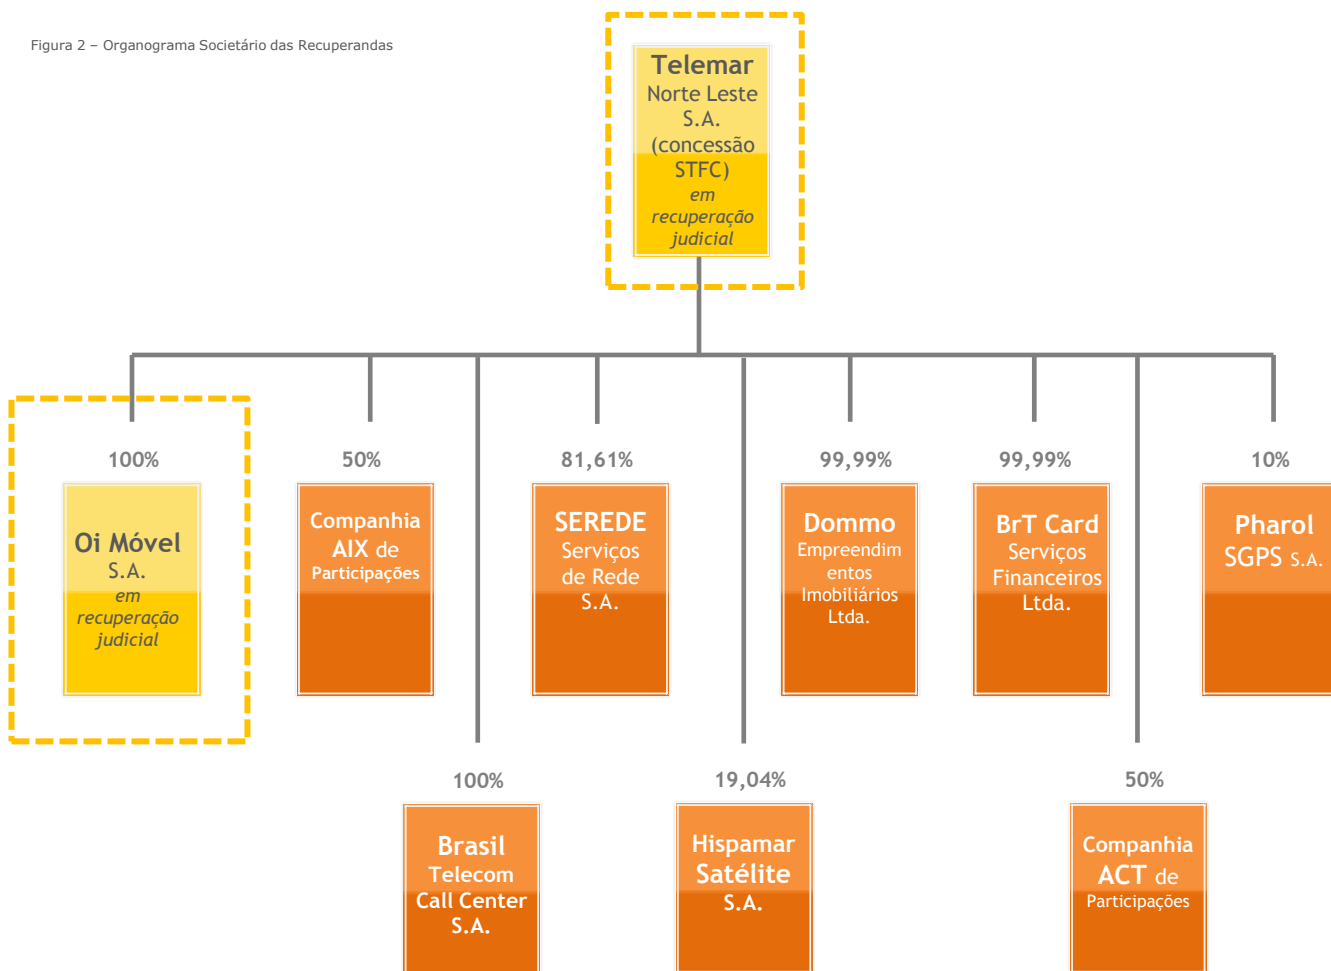 Figura 2 – Organograma Societário das Recuperandas
Telemar
Norte Leste
S.A.
(concessão
STFC)
em
recuperação
judicial
100%
50%
81,61%
99,99%
99,99%
10%
Oi Móvel
S.A.
em
recuperação
judicial
Companhia
AIX de
Participações
SEREDE
Serviços
de Rede
S.A.
Dommo
Empreendim
entos
Imobiliários
Ltda.
BrT Card
Serviços
Financeiros
Ltda.
Pharol
SGPS S.A.
100%
19,04%
50%
Brasil
Telecom
Call Center
S.A.
Hispamar
Satélite
S.A.
Companhia
ACT de
Participações